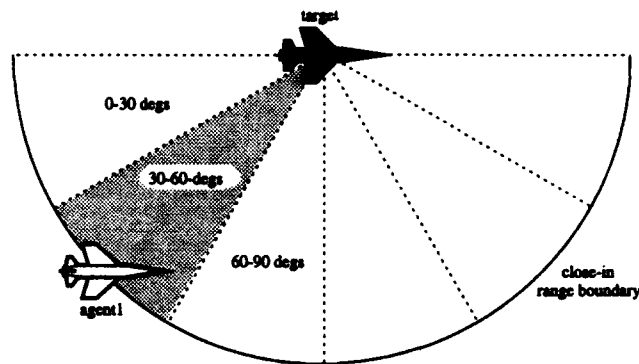 target
0-30 degs
30-60-degs
60-90 degs
agent1
close-in
range boundary